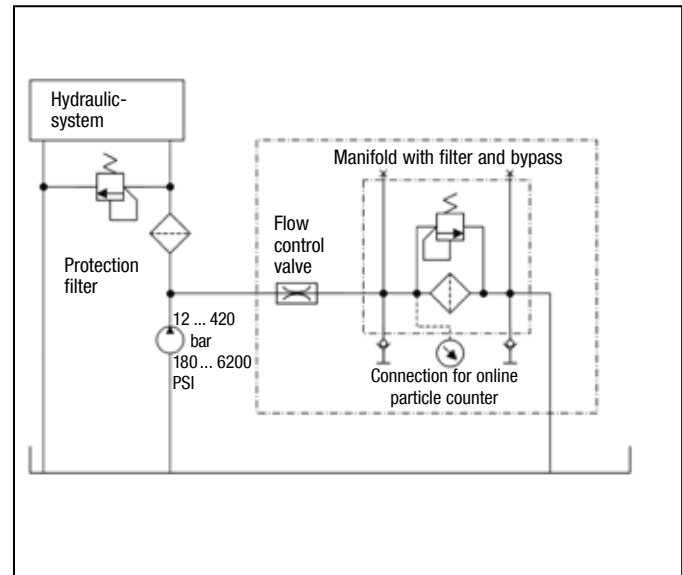 Hydraulic-
system
Manifold with filter and bypass
Flow
control
valve
Protection
filter
12 ... 420
bar
180 ... 6200
PSI
Connection for online
particle counter